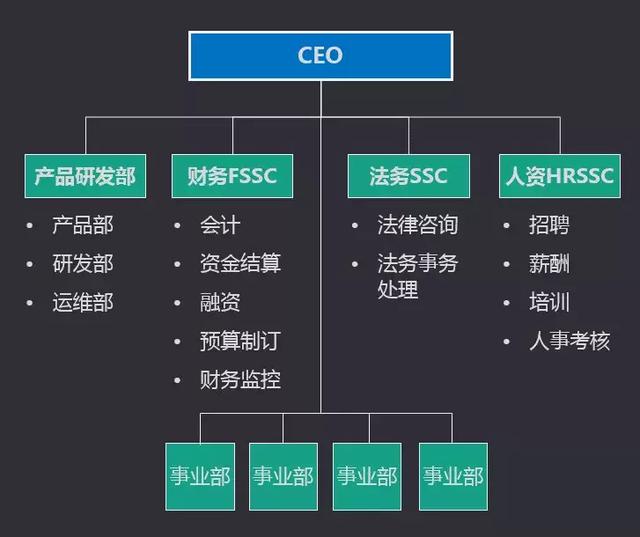 CEO
产品研发部
产品部
研发部
运维部
财务FSSC
会计
资金结算
融资
预算制订
财务监控
法务SSC
法律咨询
法务事务
处理
人资HRSSC
招聘
薪酬
培训
人事考核
事业部
事业部
事业部
事业部